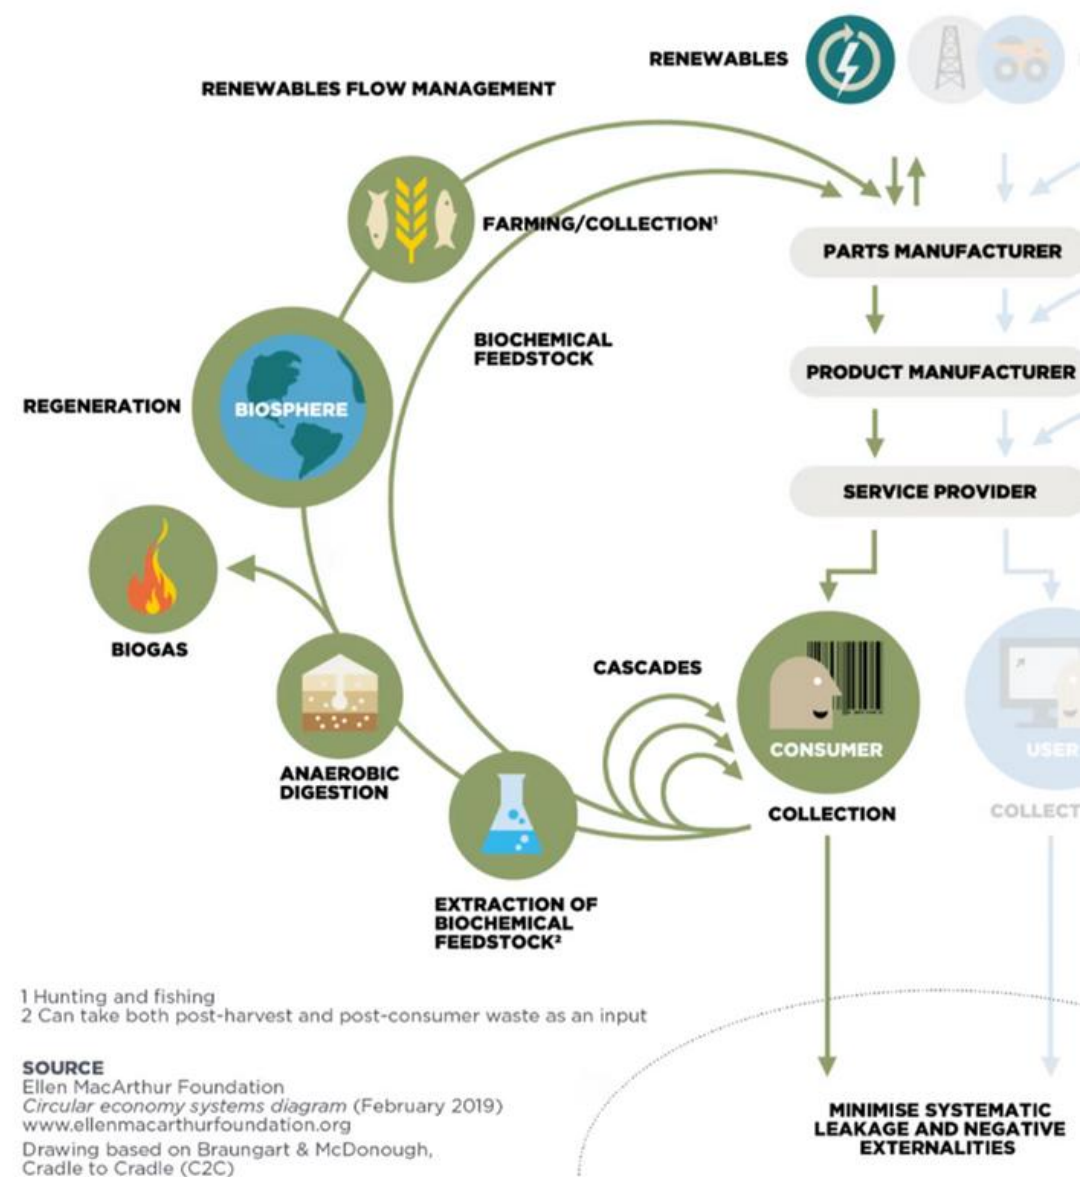 RENEWABLES
RENEWABLES FLOW MANAGEMENT
FARMING/COLLECTION¹
PARTS MANUFACTURER
BIOCHEMICAL
FEEDSTOCK
PRODUCT MANUFACTURER
REGENERATION
BIOSPHERE
SERVICE PROVIDER
BIOGAS
CASCADES
CONSUMER
USER
ANAEROBIC
DIGESTION
COLLECTION
COLLECT
EXTRACTION OF
BIOCHEMICAL
FEEDSTOCK²
1 Hunting and fishing
2 Can take both post-harvest and post-consumer waste as an input
SOURCE
Ellen MacArthur Foundation
Circular economy systems diagram (February 2019)
www.ellenmacarthurfoundation.org
Drawing based on Braungart & McDonough,
Cradle to Cradle (C2C)
MINIMISE SYSTEMATIC
LEAKAGE AND NEGATIVE
EXTERNALITIES